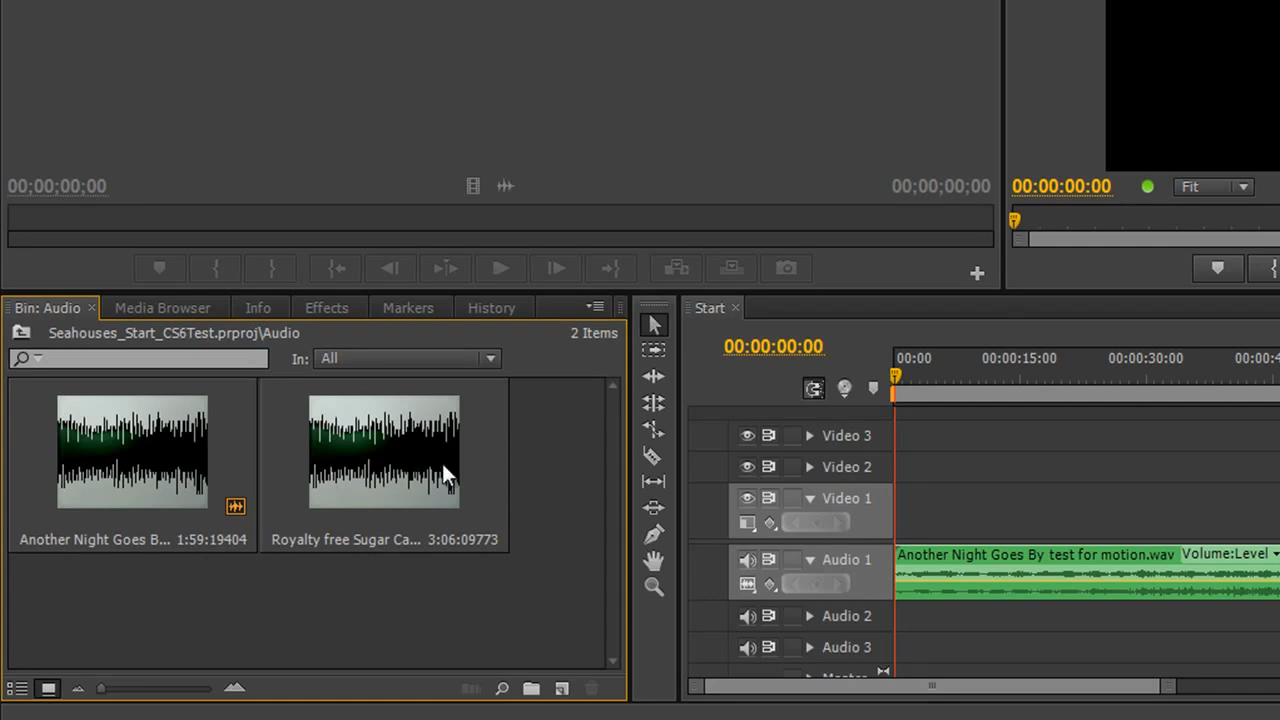 00;00;00;00
00;00;00;00
00:00:00:00
Fit
Bin: Audio
Media Browser
Info
Effects
Markers
History
Seahouses_Start_CS6Test.prproj\Audio
2 Items
In:
All
Another Night Goes B... 1:59:19404
Royalty free Sugar Ca... 3:06:09773
Start
00:00:00:00
00:00
00:00:15:00
00:00:30:00
Video 3
Video 2
Video 1
Audio 1
Another Night Goes By test for motion.wav Volume:Level
Audio 2
Audio 3